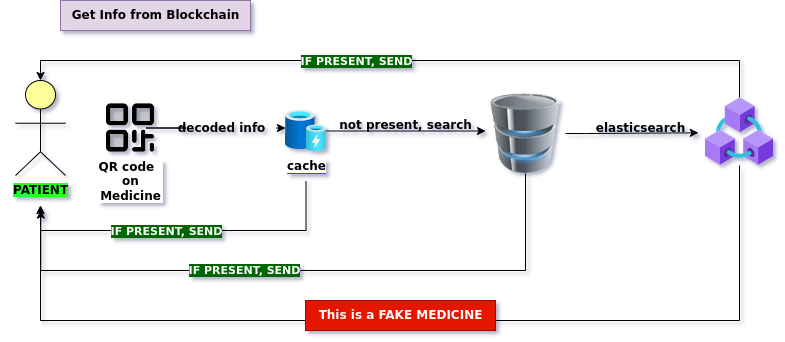 Get Info from Blockchain
IF PRESENT, SEND
decoded info
not present, search
elasticsearch
QR code
on
Medicine
cache
PATIENT
IF PRESENT, SEND
IF PRESENT, SEND
This is a FAKE MEDICINE